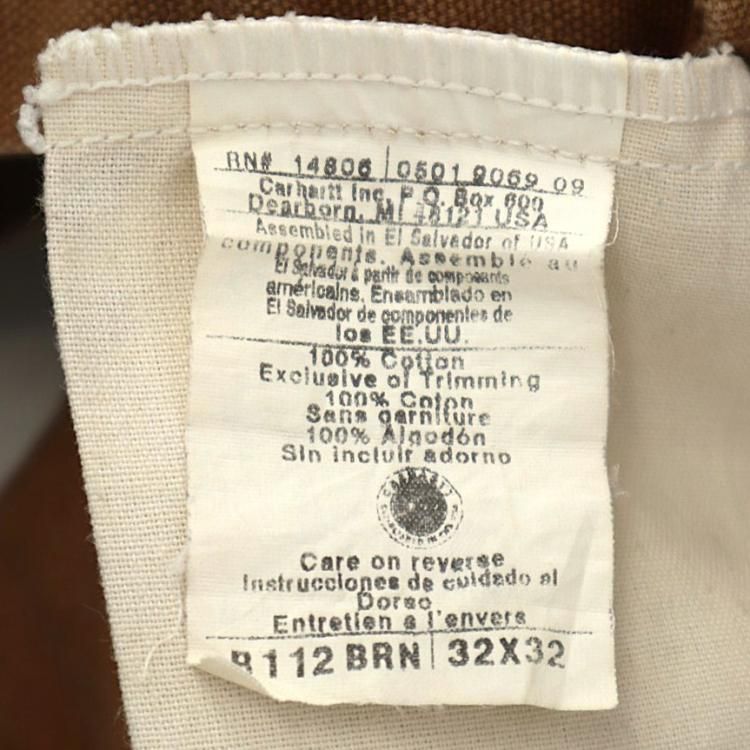 RN# 14806 | 0501 2069 09
Carhartt Inc, P.O. Box 600
Dearborn, MI 48121 USA
Assembled in El Salvador of USA
components. Assemblé au
El Salvador à partir de composants
américains. Ensamblado en
El Salvador de componentes de
los EE.UU.
100% Cotton
Exclusive of Trimming
100% Coton
Sans garniture
100% Algodón
Sin incluir adorno
CARHARTT
Care on reverse
Instrucciones de cuidado al
Dorso
Entretien a l'envers
B112 BRN | 32X32